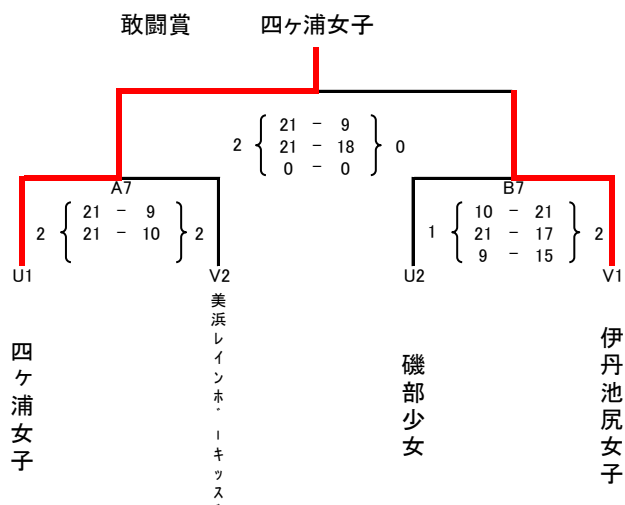 敢闘賞 四ヶ浦女子
2 21 - 9 0
21 - 18
0 - 0
A7
2 21 - 9 2
21 - 10
B7
1 10 - 21 2
21 - 17
9 - 15
U1 V2 U2 V1
四ヶ浦女子
美浜レインホ゛ーキッス゛
磯部少女
伊丹池尻女子